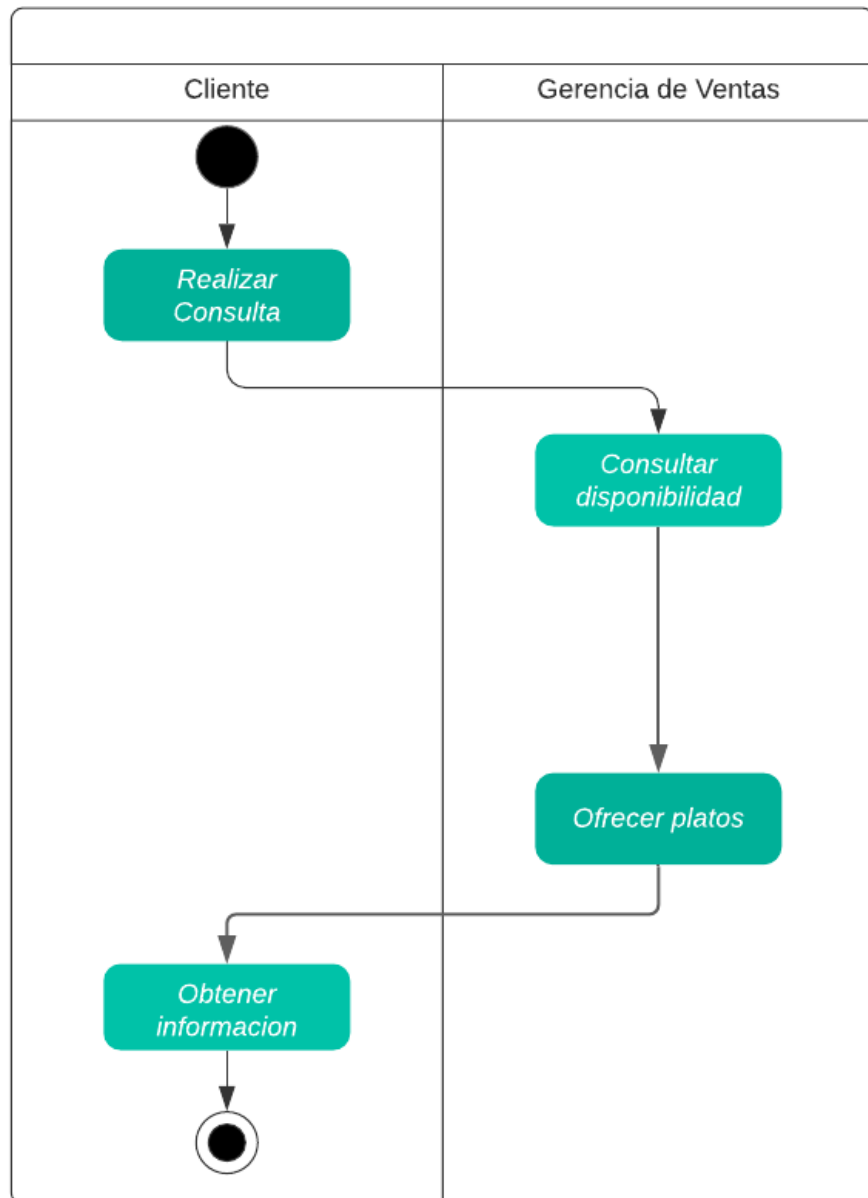 Cliente
Gerencia de Ventas
Realizar
Consulta
Consultar
disponibilidad
Ofrecer platos
Obtener
informacion